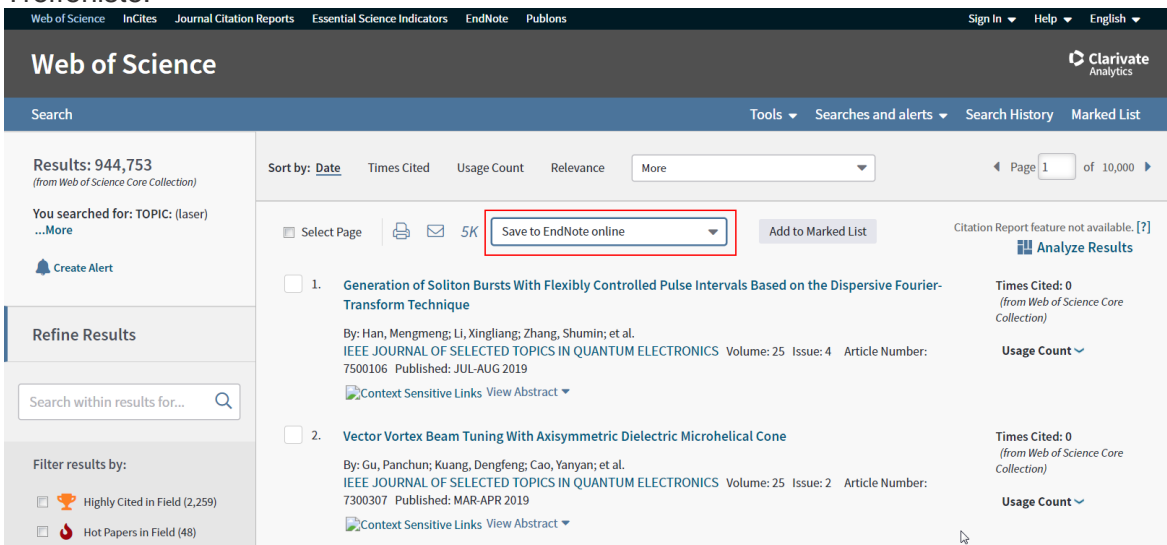 Web of Science InCites Journal Citation Reports Essential Science Indicators EndNote Publons Sign In Help English
Web of Science
Clarivate
Analytics
Search Tools Searches and alerts Search History Marked List
Results: 944,753
(from Web of Science Core Collection)
You searched for: TOPIC: (laser)
...More
Create Alert
Refine Results
Search within results for...
Filter results by:
Highly Cited in Field (2,259)
Hot Papers in Field (48)
Sort by: Date Times Cited Usage Count Relevance More Page 1 of 10,000
Select Page 5K Save to EndNote online Add to Marked List
Citation Report feature not available. [?]
Analyze Results
1. Generation of Soliton Bursts With Flexibly Controlled Pulse Intervals Based on the Dispersive Fourier-
Transform Technique
By: Han, Mengmeng; Li, Xingliang; Zhang, Shumin; et al.
IEEE JOURNAL OF SELECTED TOPICS IN QUANTUM ELECTRONICS Volume: 25 Issue: 4 Article Number:
7500106 Published: JUL-AUG 2019
Context Sensitive Links View Abstract
Times Cited: 0
(from Web of Science Core
Collection)
Usage Count
2. Vector Vortex Beam Tuning With Axisymmetric Dielectric Microhelical Cone
By: Gu, Panchun; Kuang, Dengfeng; Cao, Yanyan; et al.
IEEE JOURNAL OF SELECTED TOPICS IN QUANTUM ELECTRONICS Volume: 25 Issue: 2 Article Number:
7300307 Published: MAR-APR 2019
Context Sensitive Links View Abstract
Times Cited: 0
(from Web of Science Core
Collection)
Usage Count